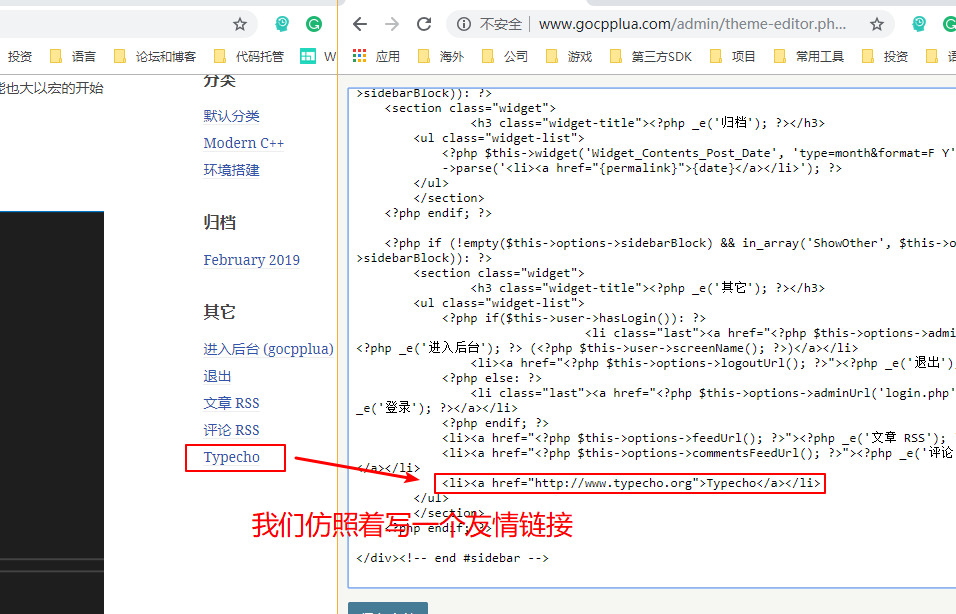 不安全 www.gocpplua.com/admin/theme-editor.ph...
投资 语言 论坛和博客 代码托管 W
应用 海外 公司 游戏 第三方SDK 项目 常用工具 投资
能也大以宏的开始
分类
默认分类
Modern C++
环境搭建
归档
February 2019
其它
进入后台 (gocpplua)
退出
文章 RSS
评论 RSS
Typecho
>sidebarBlock)): ?>
<section class="widget">
<h3 class="widget-title"><?php _e('归档'); ?></h3>
<ul class="widget-list">
<?php $this->widget('Widget_Contents_Post_Date', 'type=month&format=F Y'
->parse('<li><a href="{permalink}">{date}</a></li>'); ?>
</ul>
</section>
<?php endif; ?>
<?php if (!empty($this->options->sidebarBlock) && in_array('ShowOther', $this->o
>sidebarBlock)): ?>
<section class="widget">
<h3 class="widget-title"><?php _e('其它'); ?></h3>
<ul class="widget-list">
<?php if($this->user->hasLogin()): ?>
<li class="last"><a href="<?php $this->options->admi
<?php _e('进入后台'); ?> (<?php $this->user->screenName(); ?>)</a></li>
<li><a href="<?php $this->options->logoutUrl(); ?>"><?php _e('退出')
<?php else: ?>
<li class="last"><a href="<?php $this->options->adminUrl('login.php'
_e('登录'); ?></a></li>
<?php endif; ?>
<li><a href="<?php $this->options->feedUrl(); ?>"><?php _e('文章 RSS');
<li><a href="<?php $this->options->commentsFeedUrl(); ?>"><?php _e('评论
</a></li>
<li><a href="http://www.typecho.org">Typecho</a></li>
</ul>
</section>
<?php endif; ?>
我们仿照着写一个友情链接
</div><!-- end #sidebar -->